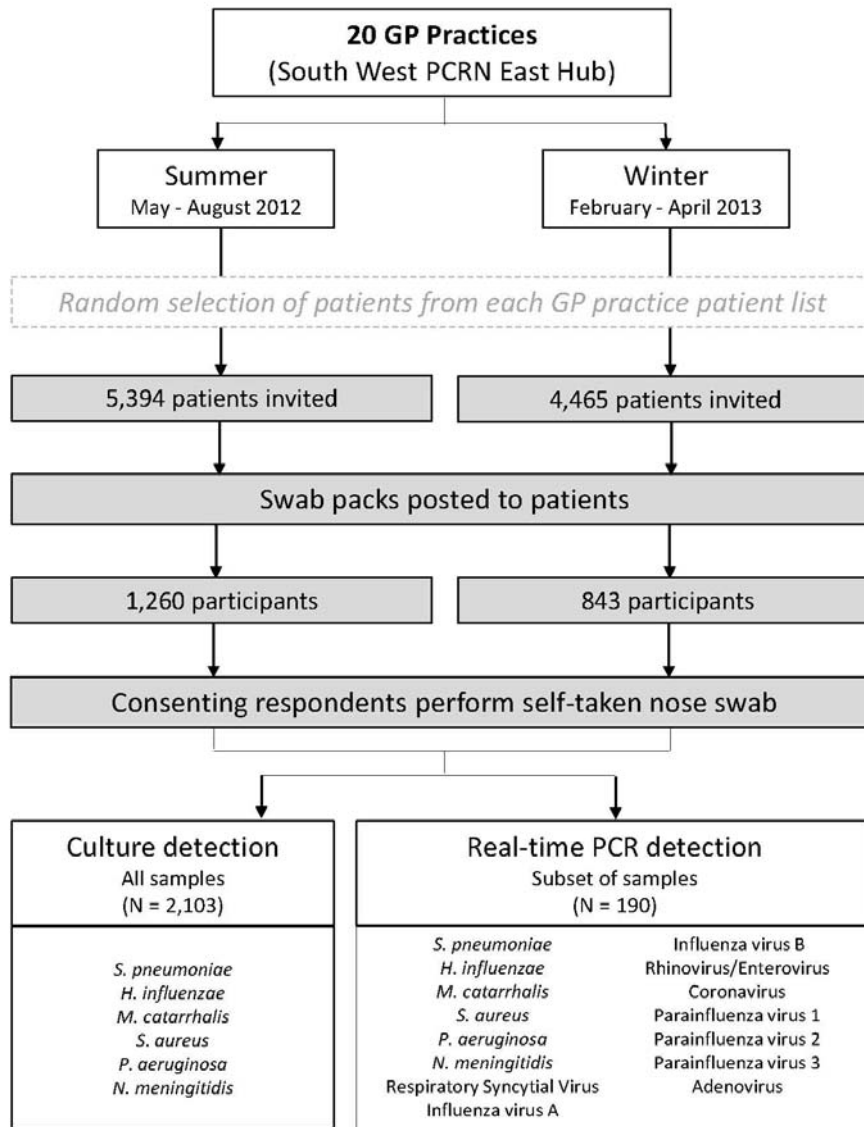 20 GP Practices
(South West PCRN East Hub)
Summer
May - August 2012
Winter
February - April 2013
Random selection of patients from each GP practice patient list
5,394 patients invited
4,465 patients invited
Swab packs posted to patients
1,260 participants
843 participants
Consenting respondents perform self-taken nose swab
Culture detection
All samples
(N = 2,103)
S. pneumoniae
H. influenzae
M. catarrhalis
S. aureus
P. aeruginosa
N. meningitidis
Real-time PCR detection
Subset of samples
(N = 190)
S. pneumoniae
H. influenzae
M. catarrhalis
S. aureus
P. aeruginosa
N. meningitidis
Respiratory Syncytial Virus
Influenza virus A
Influenza virus B
Rhinovirus/Enterovirus
Coronavirus
Parainfluenza virus 1
Parainfluenza virus 2
Parainfluenza virus 3
Adenovirus